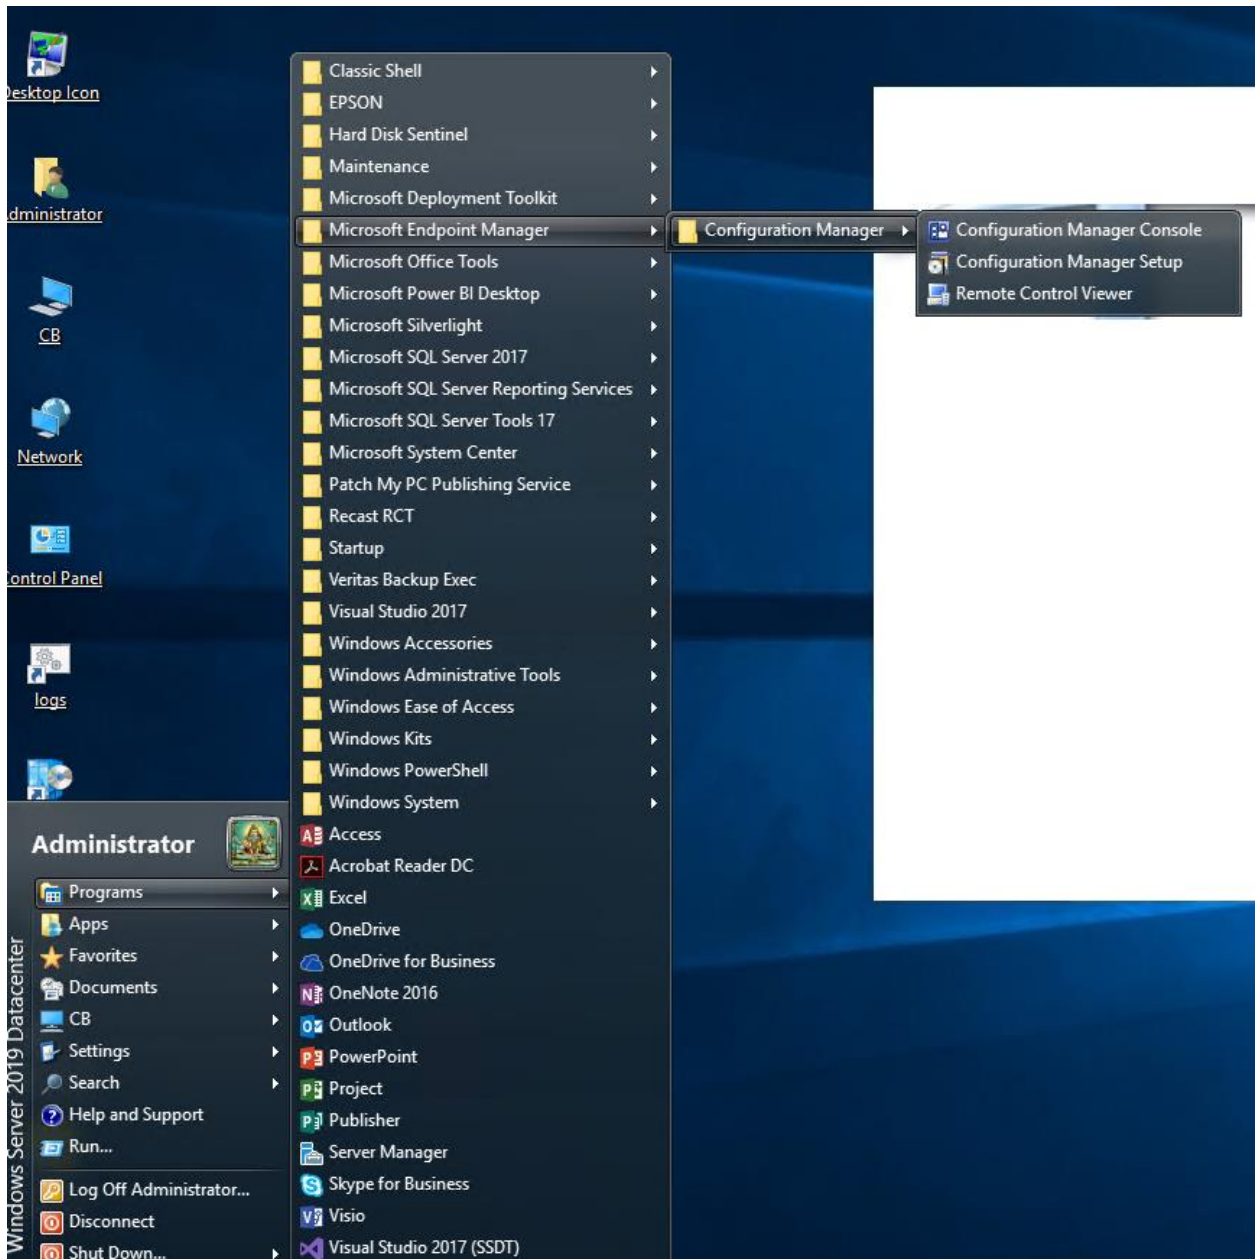 esktop Icon
dministrator
CB
Network
ontrol Panel
logs
Classic Shell
EPSON
Hard Disk Sentinel
Maintenance
Microsoft Deployment Toolkit
Microsoft Endpoint Manager
Microsoft Office Tools
Microsoft Power BI Desktop
Microsoft Silverlight
Microsoft SQL Server 2017
Microsoft SQL Server Reporting Services
Microsoft SQL Server Tools 17
Microsoft System Center
Patch My PC Publishing Service
Recast RCT
Startup
Veritas Backup Exec
Visual Studio 2017
Windows Accessories
Windows Administrative Tools
Windows Ease of Access
Windows Kits
Windows PowerShell
Windows System
Access
Acrobat Reader DC
Excel
OneDrive
OneDrive for Business
OneNote 2016
Outlook
PowerPoint
Project
Publisher
Server Manager
Skype for Business
Visio
Visual Studio 2017 (SSDT)
Configuration Manager
Configuration Manager Console
Configuration Manager Setup
Remote Control Viewer
Administrator
Programs
Apps
Favorites
Documents
CB
Settings
Search
Help and Support
Run...
Log Off Administrator...
Disconnect
Shut Down...
Windows Server 2019 Datacenter